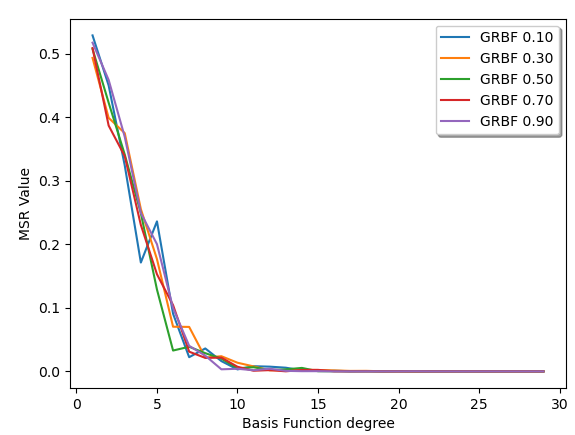 GRBF 0.10
GRBF 0.30
GRBF 0.50
GRBF 0.70
GRBF 0.90
MSR Value
0.5
0.4
0.3
0.2
0.1
0.0
0 5 10 15 20 25 30
Basis Function degree